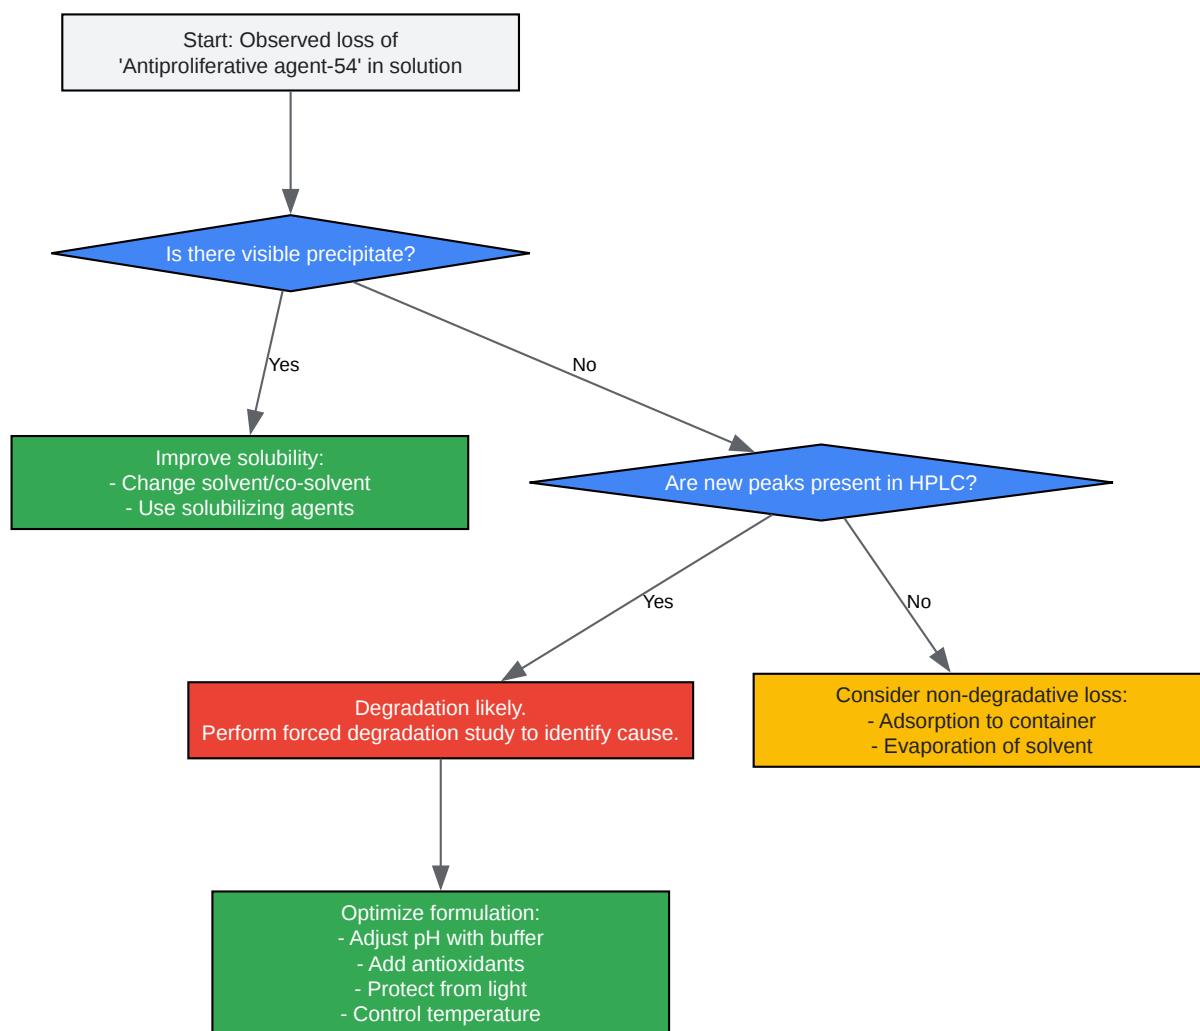 Start: Observed loss of
'Antiproliferative agent-54' in solution
Is there visible precipitate?
Yes
No
Improve solubility:
- Change solvent/co-solvent
- Use solubilizing agents
Are new peaks present in HPLC?
Yes
No
Degradation likely.
Perform forced degradation study to identify cause.
Consider non-degradative loss:
- Adsorption to container
- Evaporation of solvent
Optimize formulation:
- Adjust pH with buffer
- Add antioxidants
- Protect from light
- Control temperature